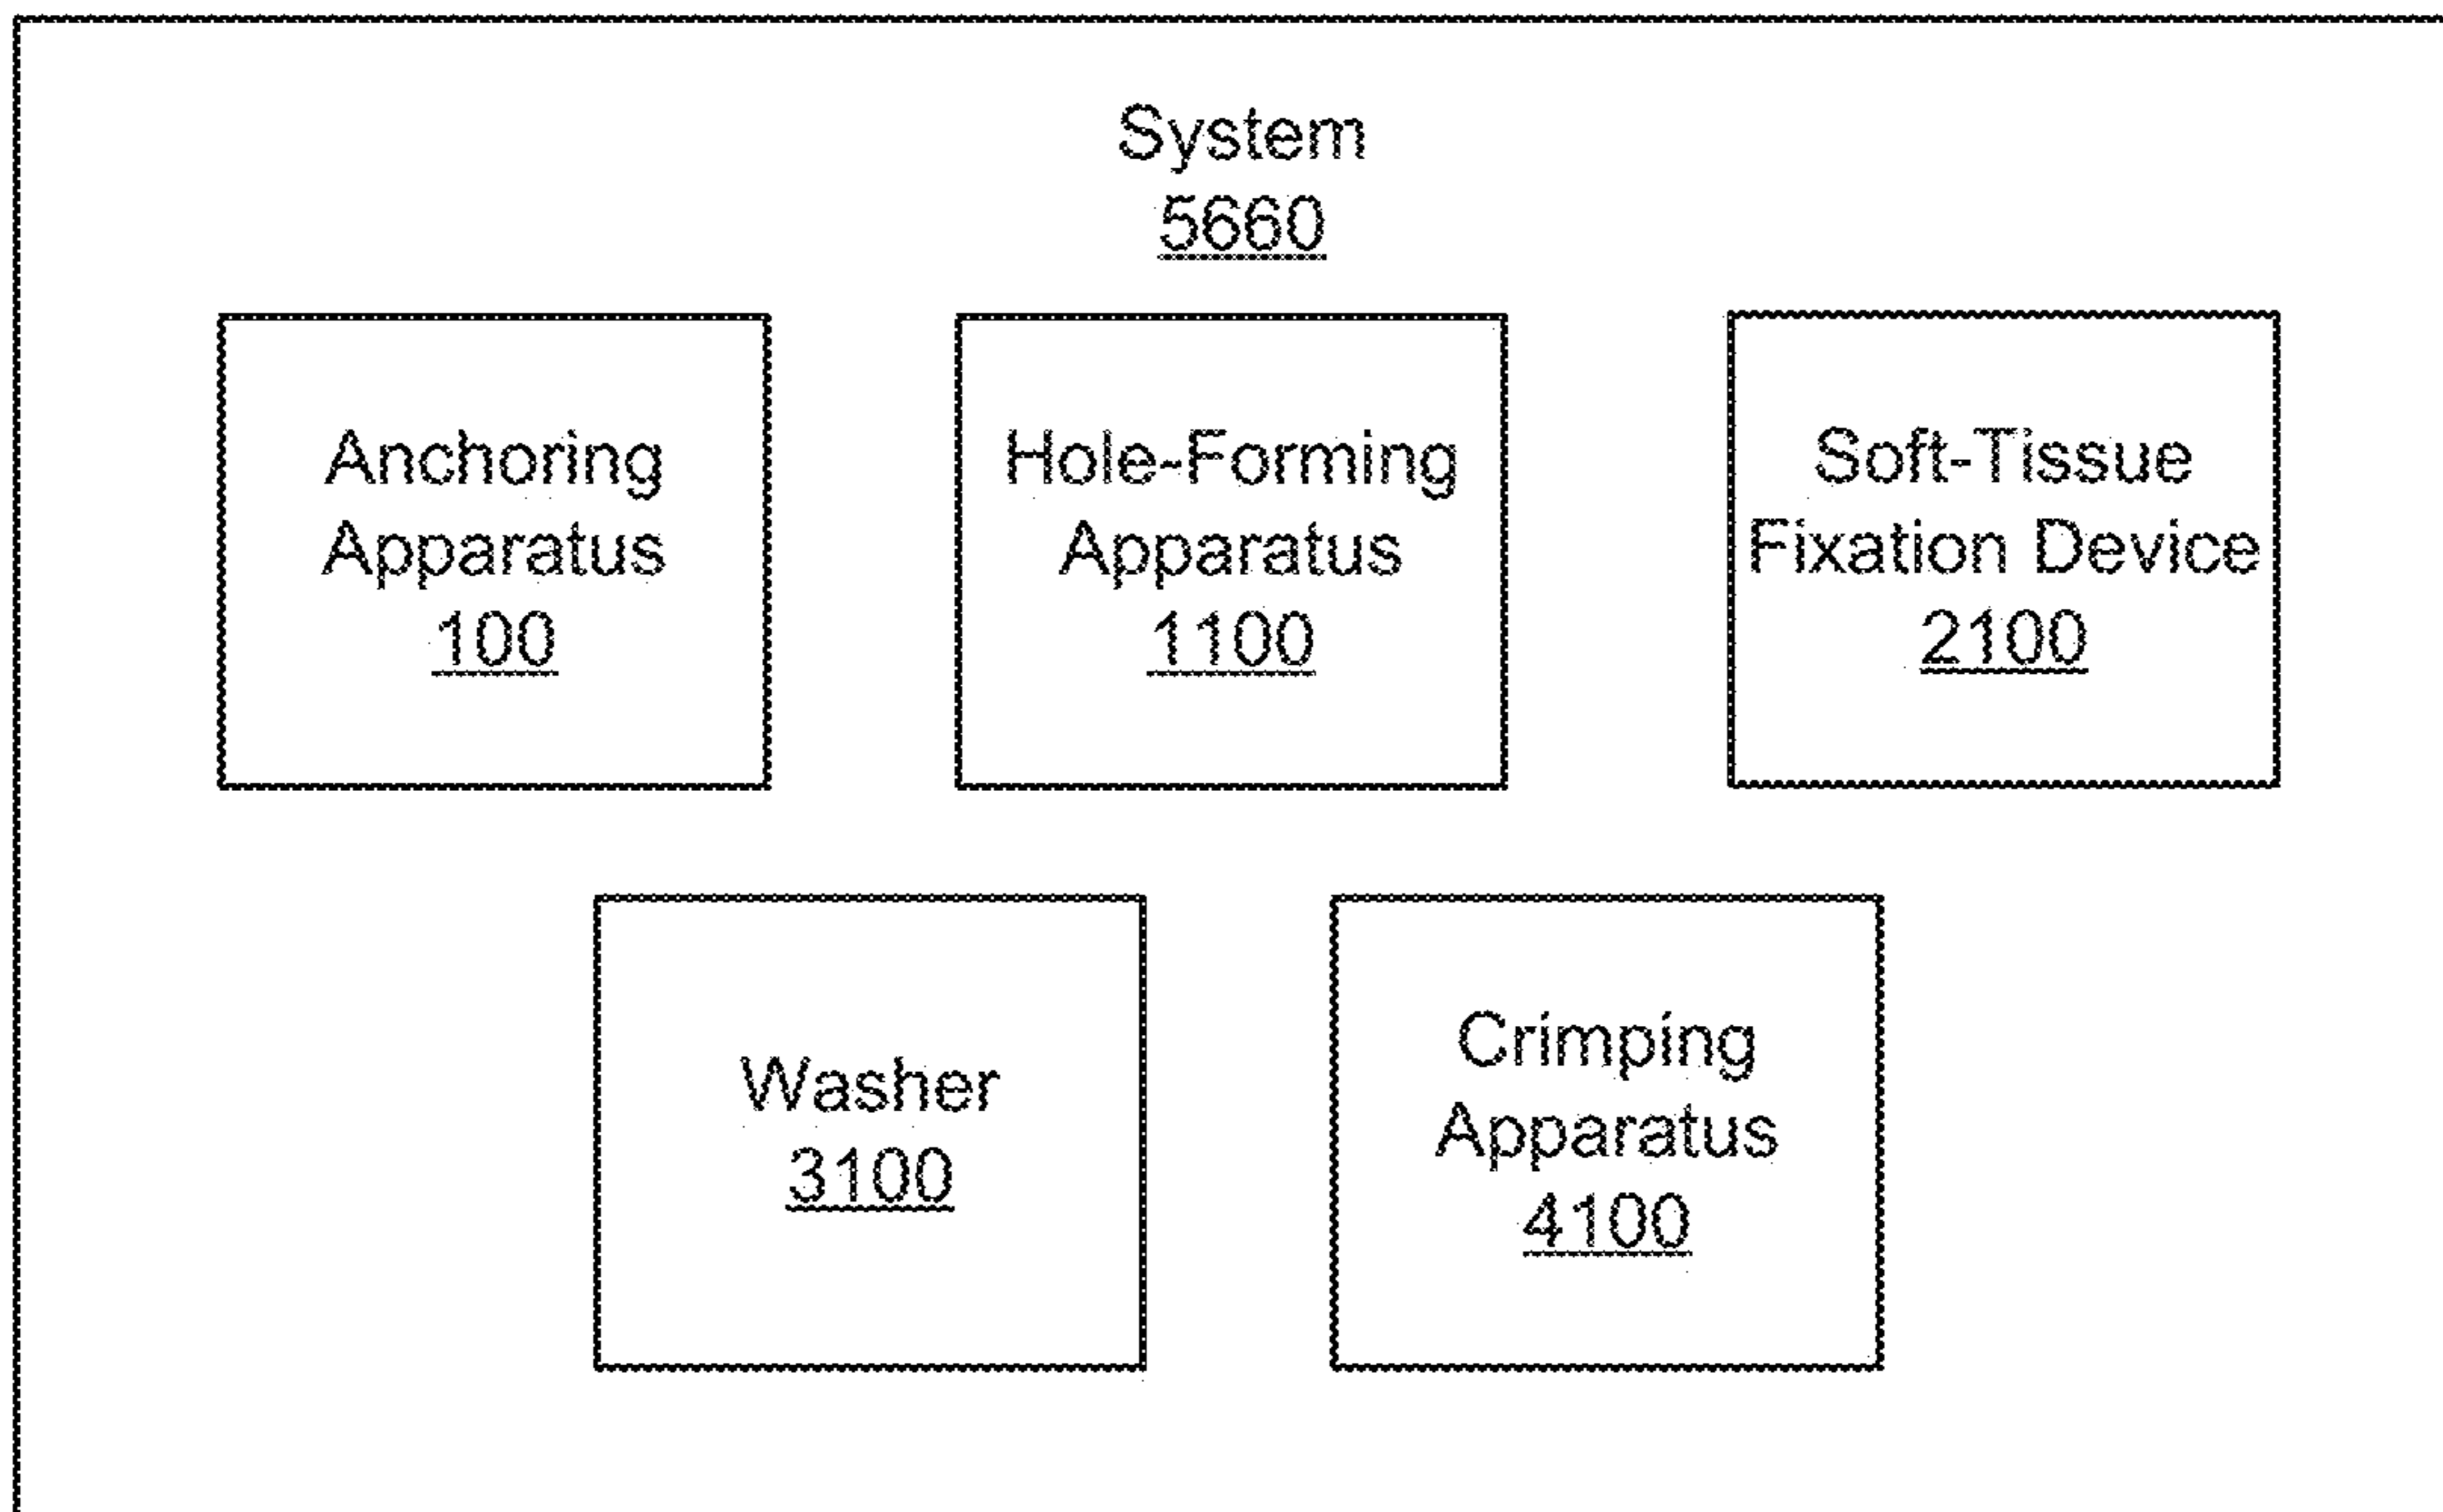 System
5660
Anchoring
Apparatus
100
Hole-Forming
Apparatus
1100
Soft-Tissue
Fixation Device
2100
Washer
3100
Crimping
Apparatus
4100